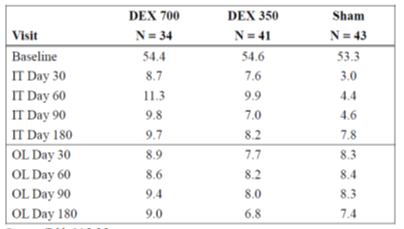 DEX 700 DEX 350 Sham
Visit N = 34 N = 41 N = 43
Baseline 54.4 54.6 53.3
IT Day 30 8.7 7.6 3.0
IT Day 60 11.3 9.9 4.4
IT Day 90 9.8 7.0 4.6
IT Day 180 9.7 8.2 7.8
OL Day 30 8.9 7.7 8.3
OL Day 60 8.6 8.2 8.4
OL Day 90 9.4 8.0 8.3
OL Day 180 9.0 6.8 7.4